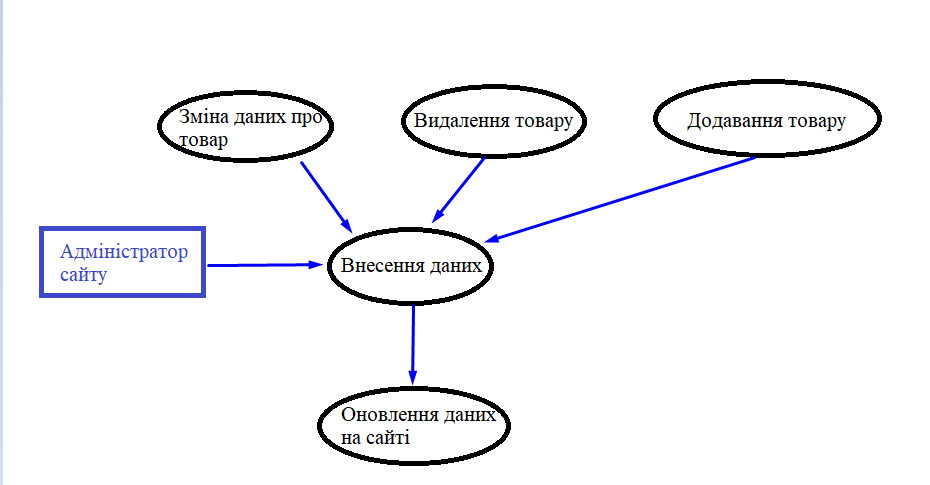 Зміна даних про
товар
Видалення товару
Додавання товару
Адміністратор
сайту
Внесення даних
Оновлення даних
на сайті